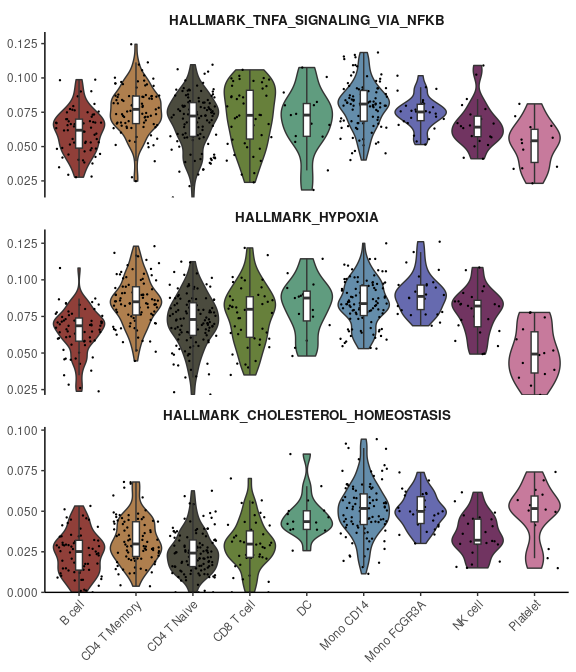 HALLMARK_TNFA_SIGNALING_VIA_NFKB
0.125
0.100
0.075
0.050
0.025
HALLMARK_HYPOXIA
0.125
0.100
0.075
0.050
0.025
HALLMARK_CHOLESTEROL_HOMEOSTASIS
0.100
0.075
0.050
0.025
0.000
B cell
CD4 T Memory
CD4 T Naive
CD8 T cell
DC
Mono CD14
Mono FCGR3A
NK cell
Platelet